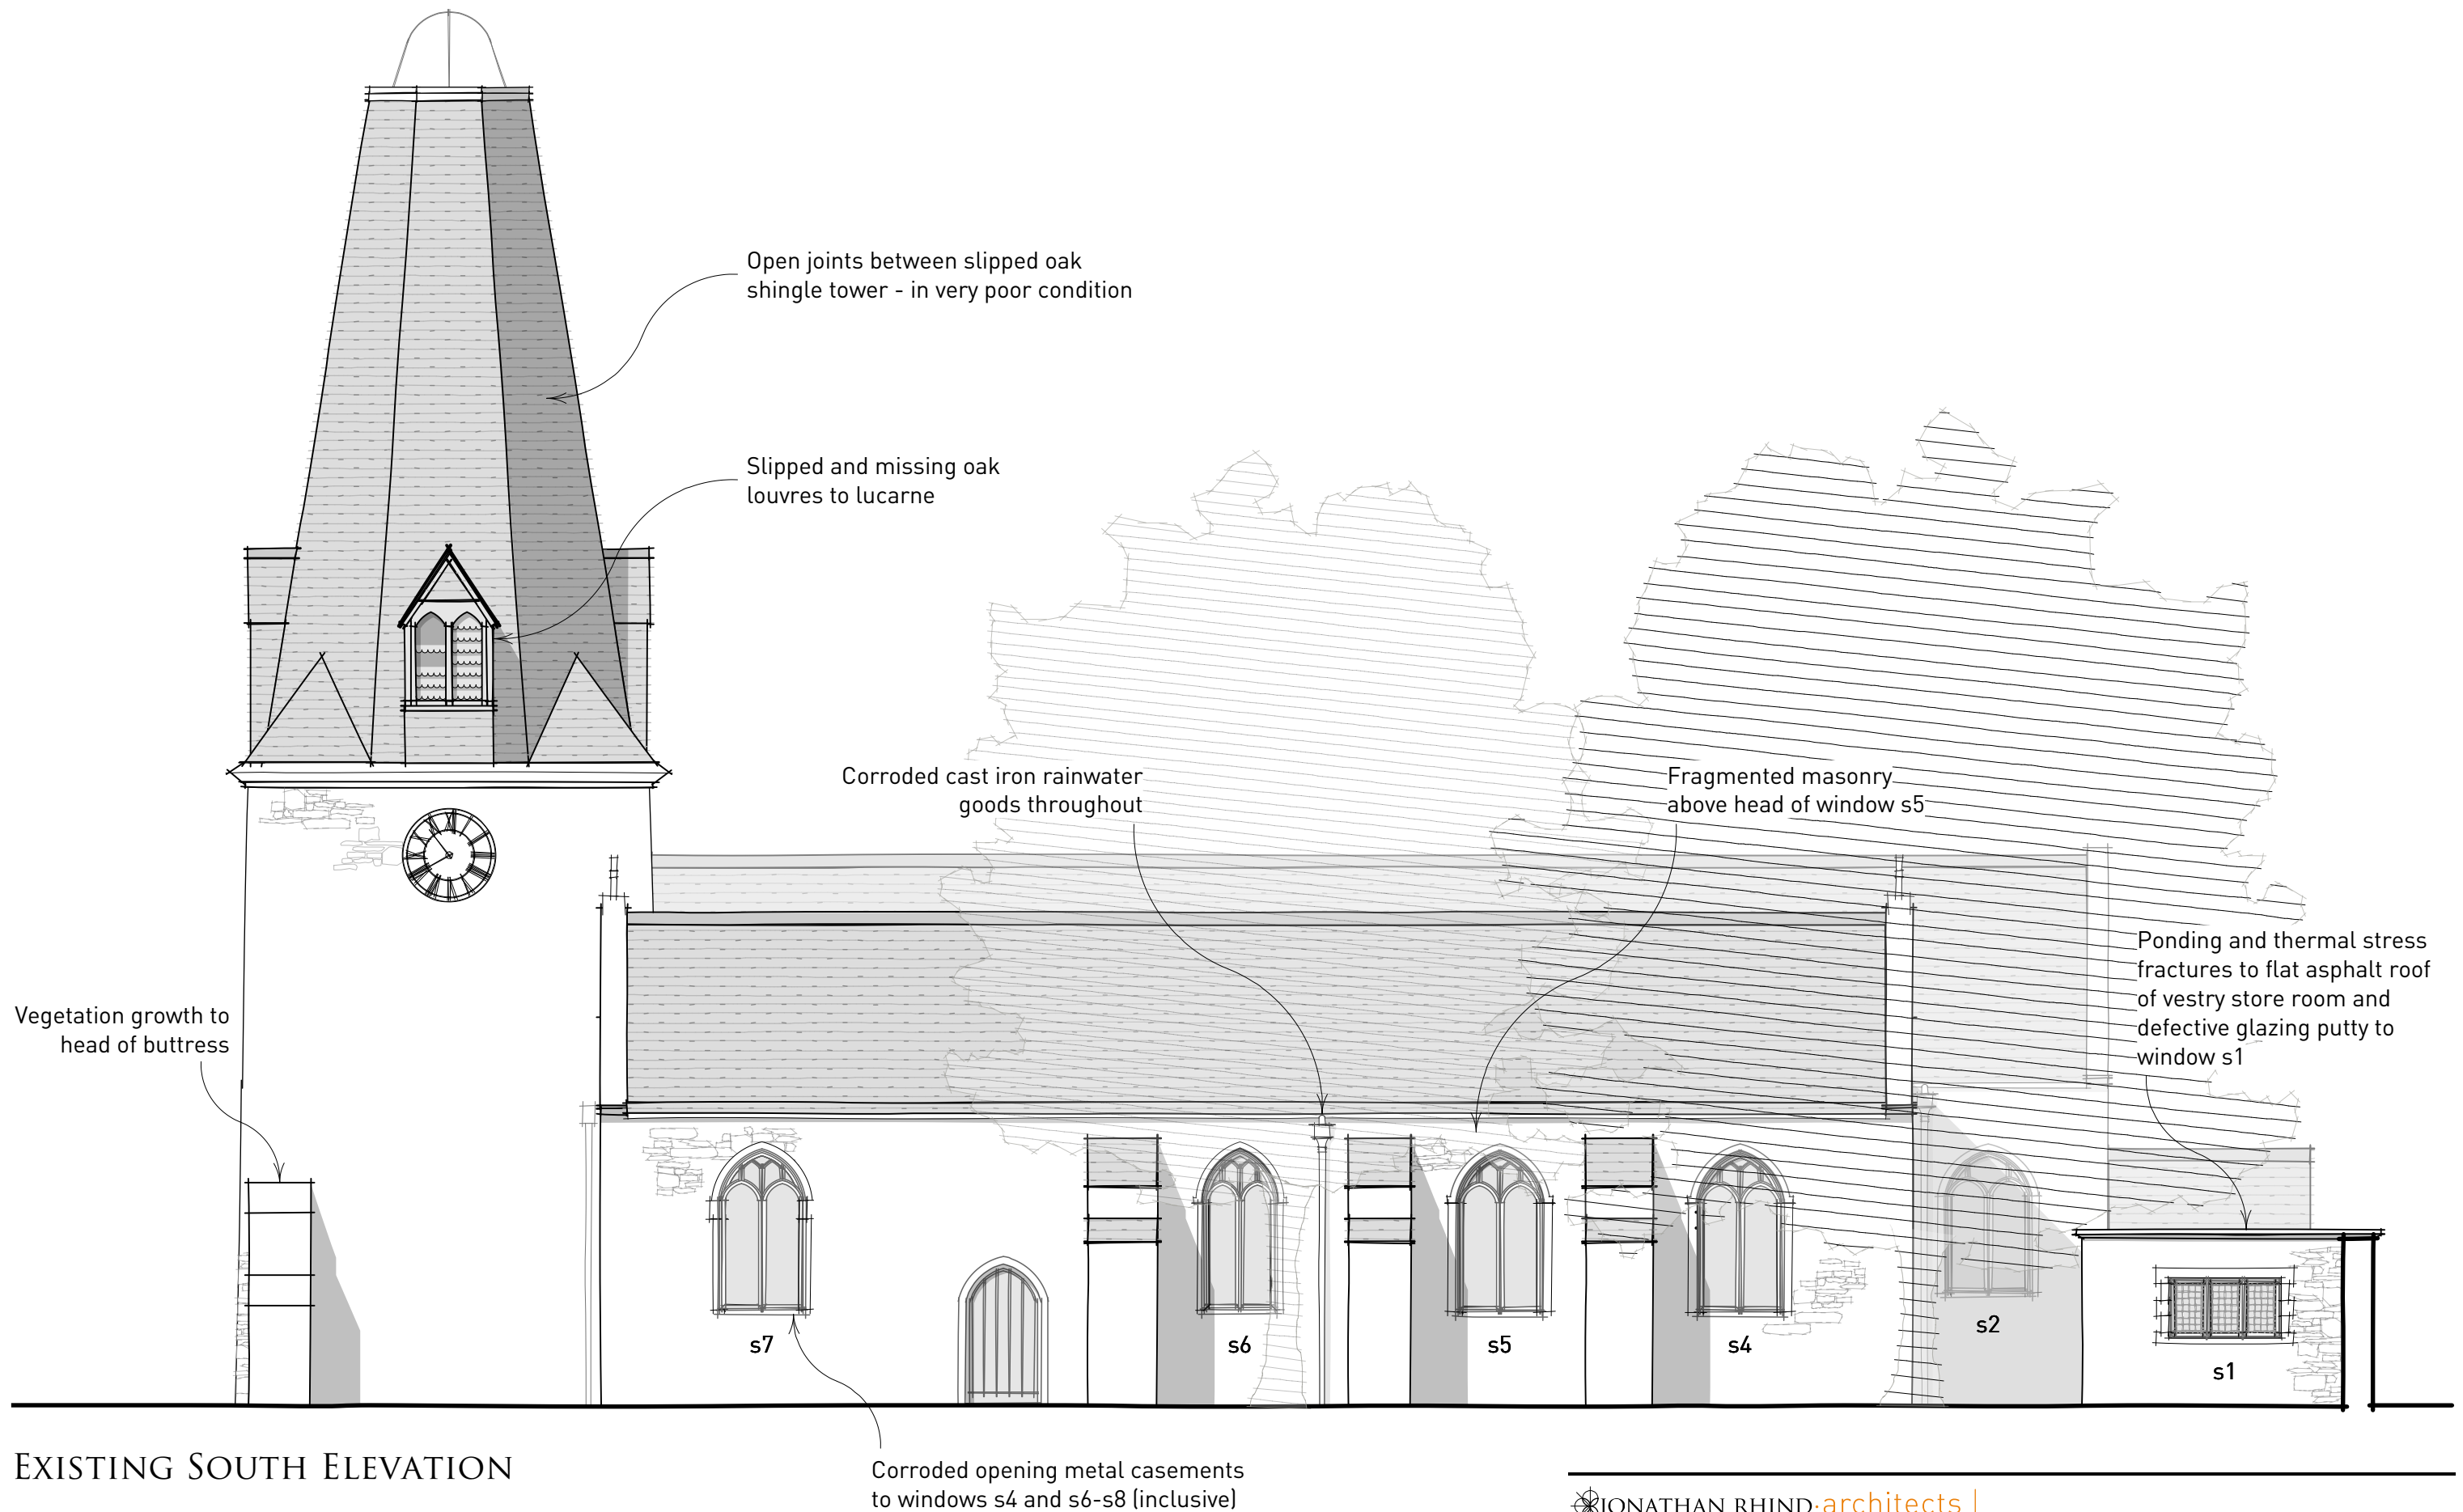 Open joints between slipped oak
shingle tower - in very poor condition
Slipped and missing oak
louvres to lucarne
Corroded cast iron rainwater
goods throughout
Fragmented masonry
above head of window s5
Ponding and thermal stress
fractures to flat asphalt roof
of vestry store room and
defective glazing putty to
window s1
Vegetation growth to
head of buttress
s7
s6
s5
s4
s2
s1
EXISTING SOUTH ELEVATION
Corroded opening metal casements
to windows s4 and s6-s8 (inclusive)
JONATHAN RHIND·architects